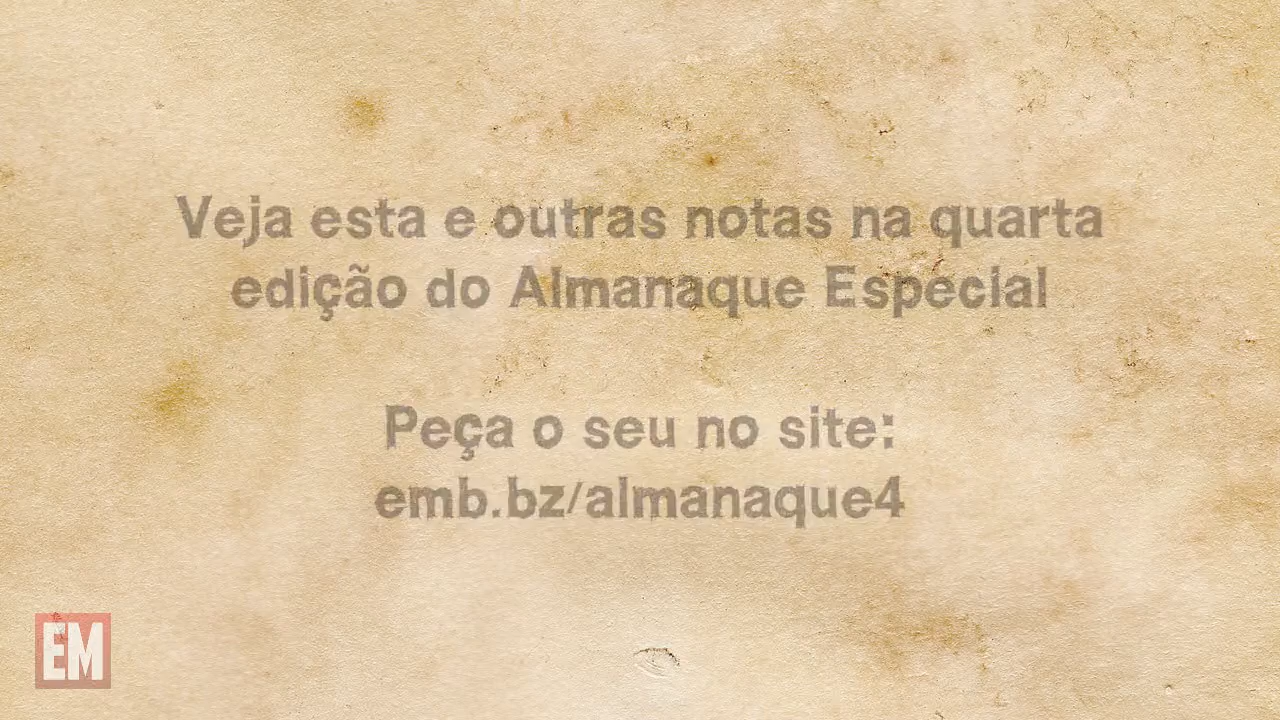 Veja esta e outras notas na quarta
edição do Almanaque Especial
Peça o seu no site:
emb.bz/almanaque4
EM